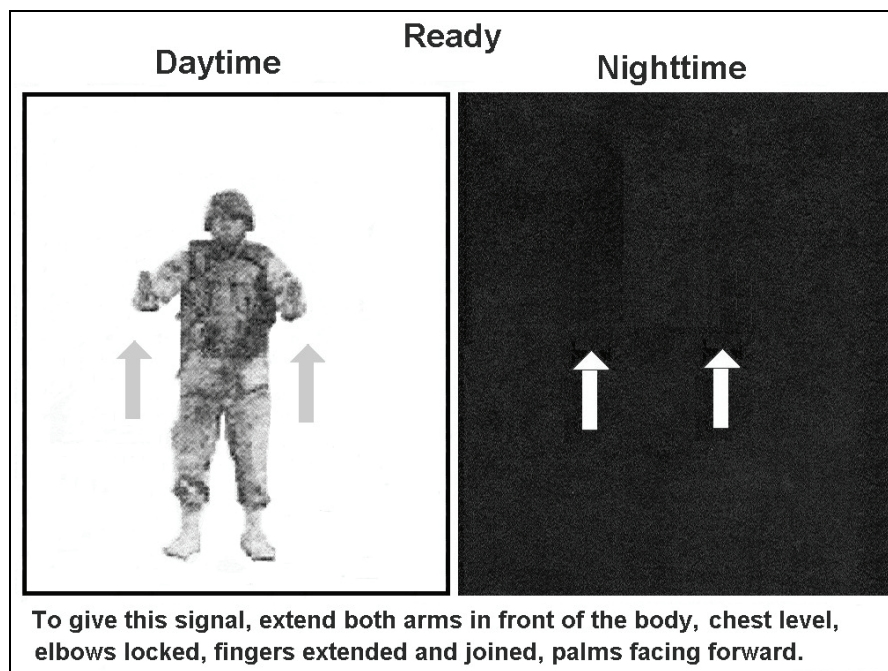 Ready
Daytime
Nighttime
To give this signal, extend both arms in front of the body, chest level,
elbows locked, fingers extended and joined, palms facing forward.